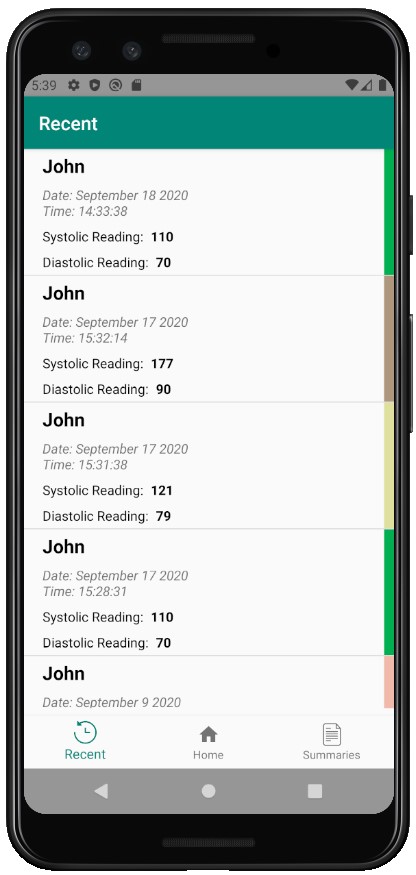 5:39
Recent
John
Date: September 18 2020
Time: 14:33:38
Systolic Reading: 110
Diastolic Reading: 70
John
Date: September 17 2020
Time: 15:32:14
Systolic Reading: 177
Diastolic Reading: 90
John
Date: September 17 2020
Time: 15:31:38
Systolic Reading: 121
Diastolic Reading: 79
John
Date: September 17 2020
Time: 15:28:31
Systolic Reading: 110
Diastolic Reading: 70
John
Date: September 9 2020
Recent
Home
Summaries